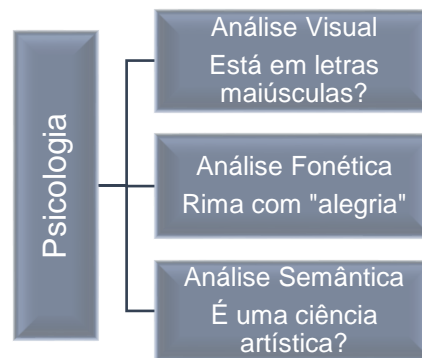 Psicologia
Análise Visual
Está em letras
maiúsculas?
Análise Fonética
Rima com "alegria"
Análise Semântica
É uma ciência
artística?